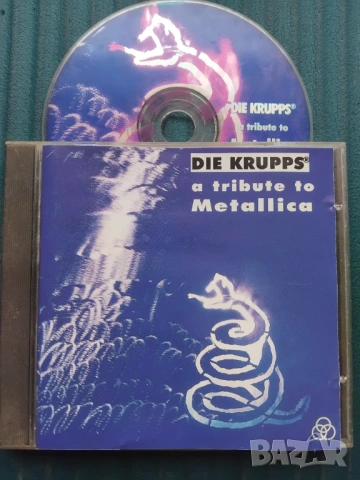 DIE KRUPPS®
a tribute to
DIE KRUPPS®
a tribute to
Metallica
BAZAR